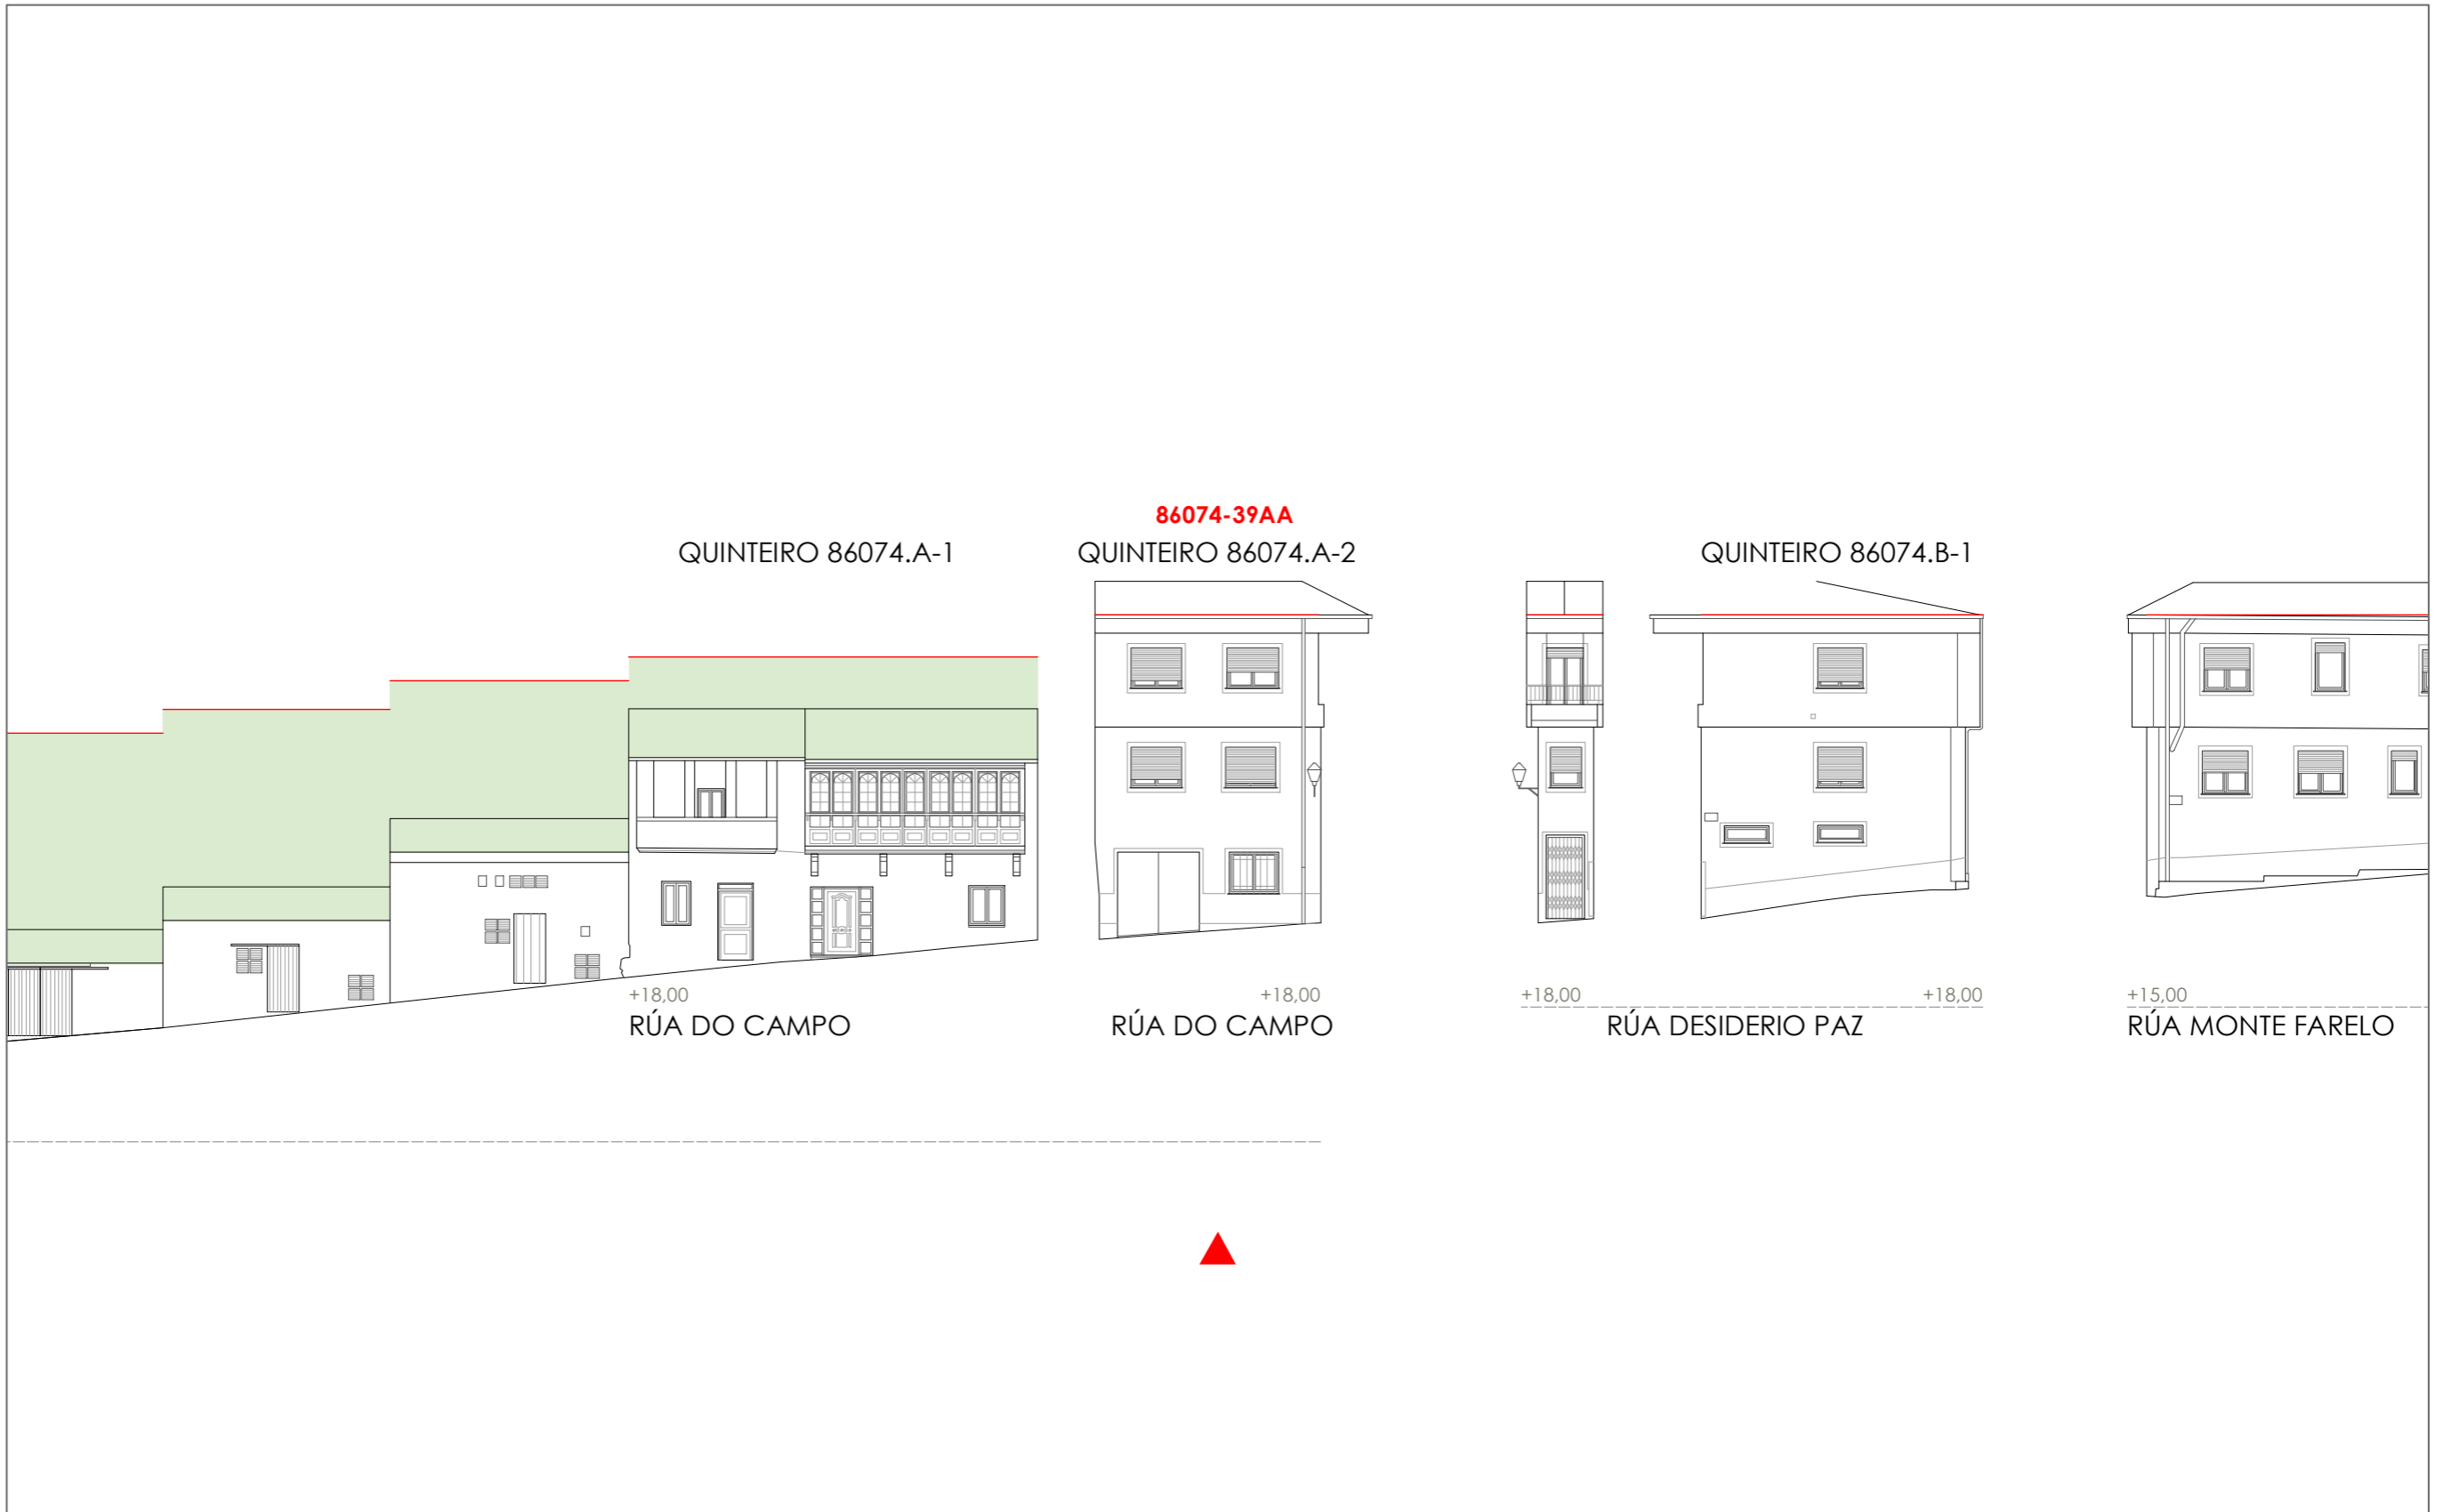 86074-39AA
QUINTEIRO 86074.A-1
QUINTEIRO 86074.A-2
QUINTEIRO 86074.B-1
+18,00
+18,00
+18,00
+18,00
+15,00
RÚA DO CAMPO
RÚA DO CAMPO
RÚA DESIDERIO PAZ
RÚA MONTE FARELO